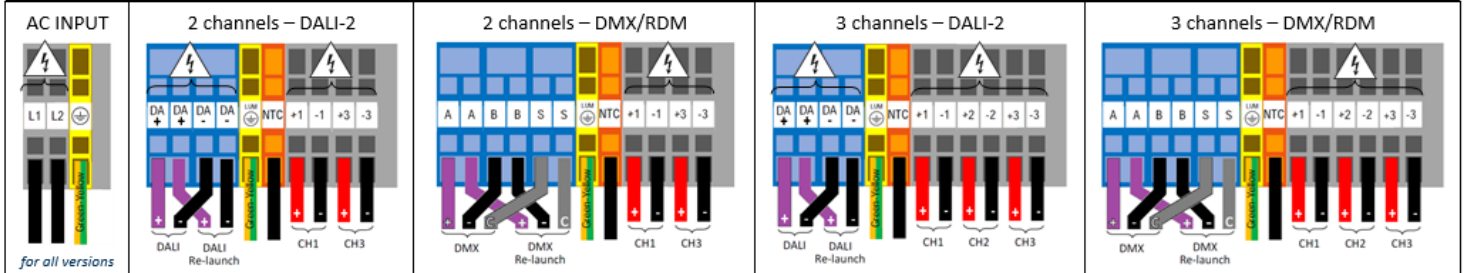 AC INPUT
L1 L2
Green-Yellow
for all versions
2 channels – DALI-2
DA + DA + DA - DA - LUM NTC +1 -1 +3 -3
Green-Yellow
+ - + - + - + -
DALI DALI CH1 CH3
Re-launch
2 channels – DMX/RDM
A A B B S S LUM NTC +1 -1 +3 -3
Green-Yellow
+ - C + - C + - + -
DMX DMX CH1 CH3
Re-launch
3 channels – DALI-2
DA + DA + DA - DA - LUM NTC +1 -1 +2 -2 +3 -3
Green-Yellow
+ - + - + - + - + -
DALI DALI CH1 CH2 CH3
Re-launch
3 channels – DMX/RDM
A A B B S S LUM NTC +1 -1 +2 -2 +3 -3
Green-Yellow
+ - C + - C + - + - + -
DMX DMX CH1 CH2 CH3
Re-launch